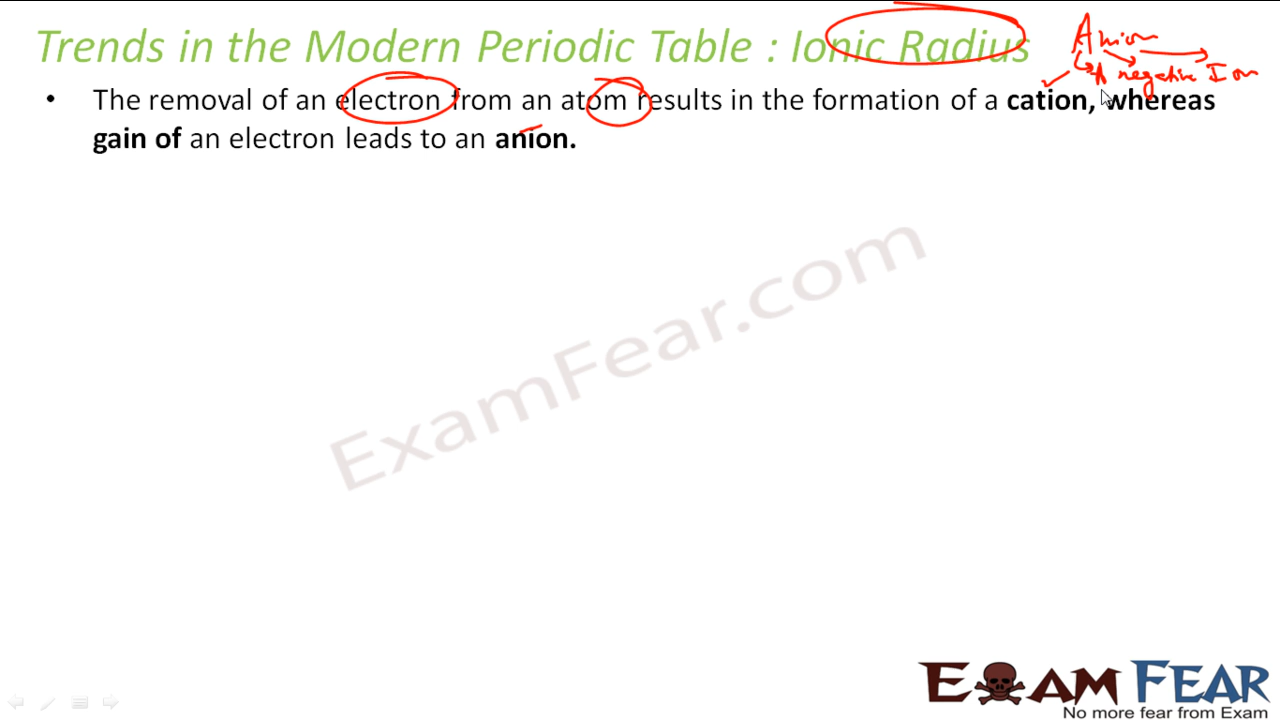 Trends in the Modern Periodic Table : Ionic Radius
Anion
A negative Ion
• The removal of an electron from an atom results in the formation of a cation, whereas
gain of an electron leads to an anion.
ExamFear.com
EXAM FEAR
No more fear from Exam